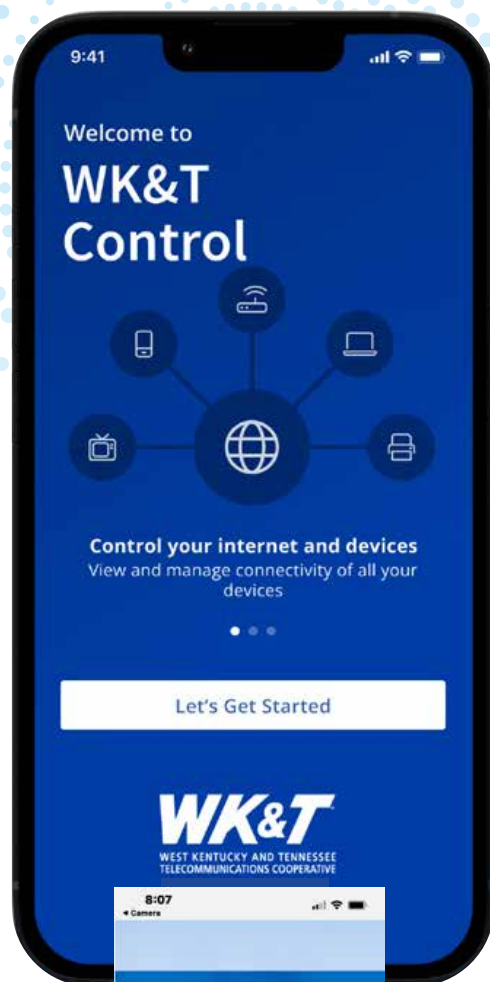 9:41
Welcome to
WK&T
Control
Control your internet and devices
View and manage connectivity of all your
devices
Let's Get Started
WK&T
WEST KENTUCKY AND TENNESSEE
TELECOMMUNICATIONS COOPERATIVE
8:07
Camera